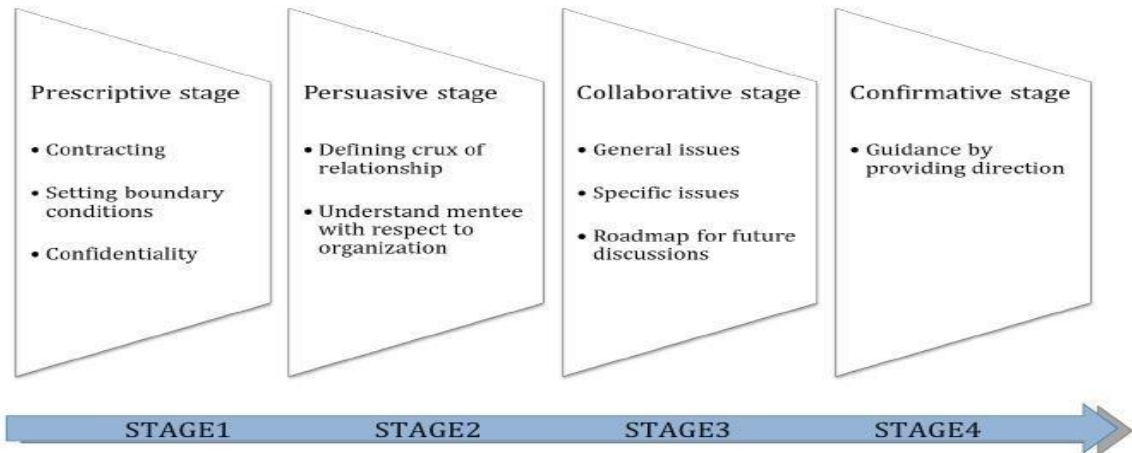 Prescriptive stage
• Contracting
• Setting boundary
conditions
• Confidentiality
Persuasive stage
• Defining crux of
relationship
• Understand mentee
with respect to
organization
Collaborative stage
• General issues
• Specific issues
• Roadmap for future
discussions
Confirmative stage
• Guidance by
providing direction
STAGE1
STAGE2
STAGE3
STAGE4